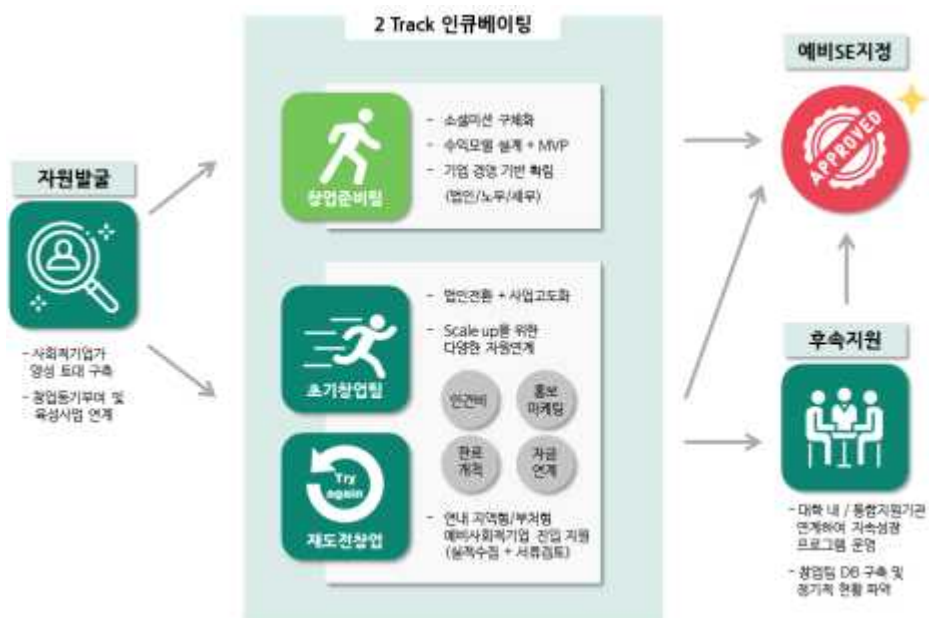 2 Track 인큐베이팅
자원발굴
- 사회적기업가
양성 토대 구축
- 창업동기부여 및
육성사업 연계
창업준비팀
- 소셜미션 구체화
- 수익모델 설계 + MVP
- 기업 경영 기반 확립
(법인/노무/세무)
초기창업팀
Try
again
재도전창업
- 법인전환 + 사업고도화
- Scale up을 위한
다양한 자원연계
인건비
홍보
마케팅
판로
개척
자금
연계
- 연내 지역형/부처형
예비사회적기업 진입 지원
(실적수집 + 서류검토)
예비SE지정
APPROVED
후속지원
- 대학 내 / 통합지원기관
연계하여 지속성장
프로그램 운영
- 창업팀 DB 구축 및
정기적 현황 파악